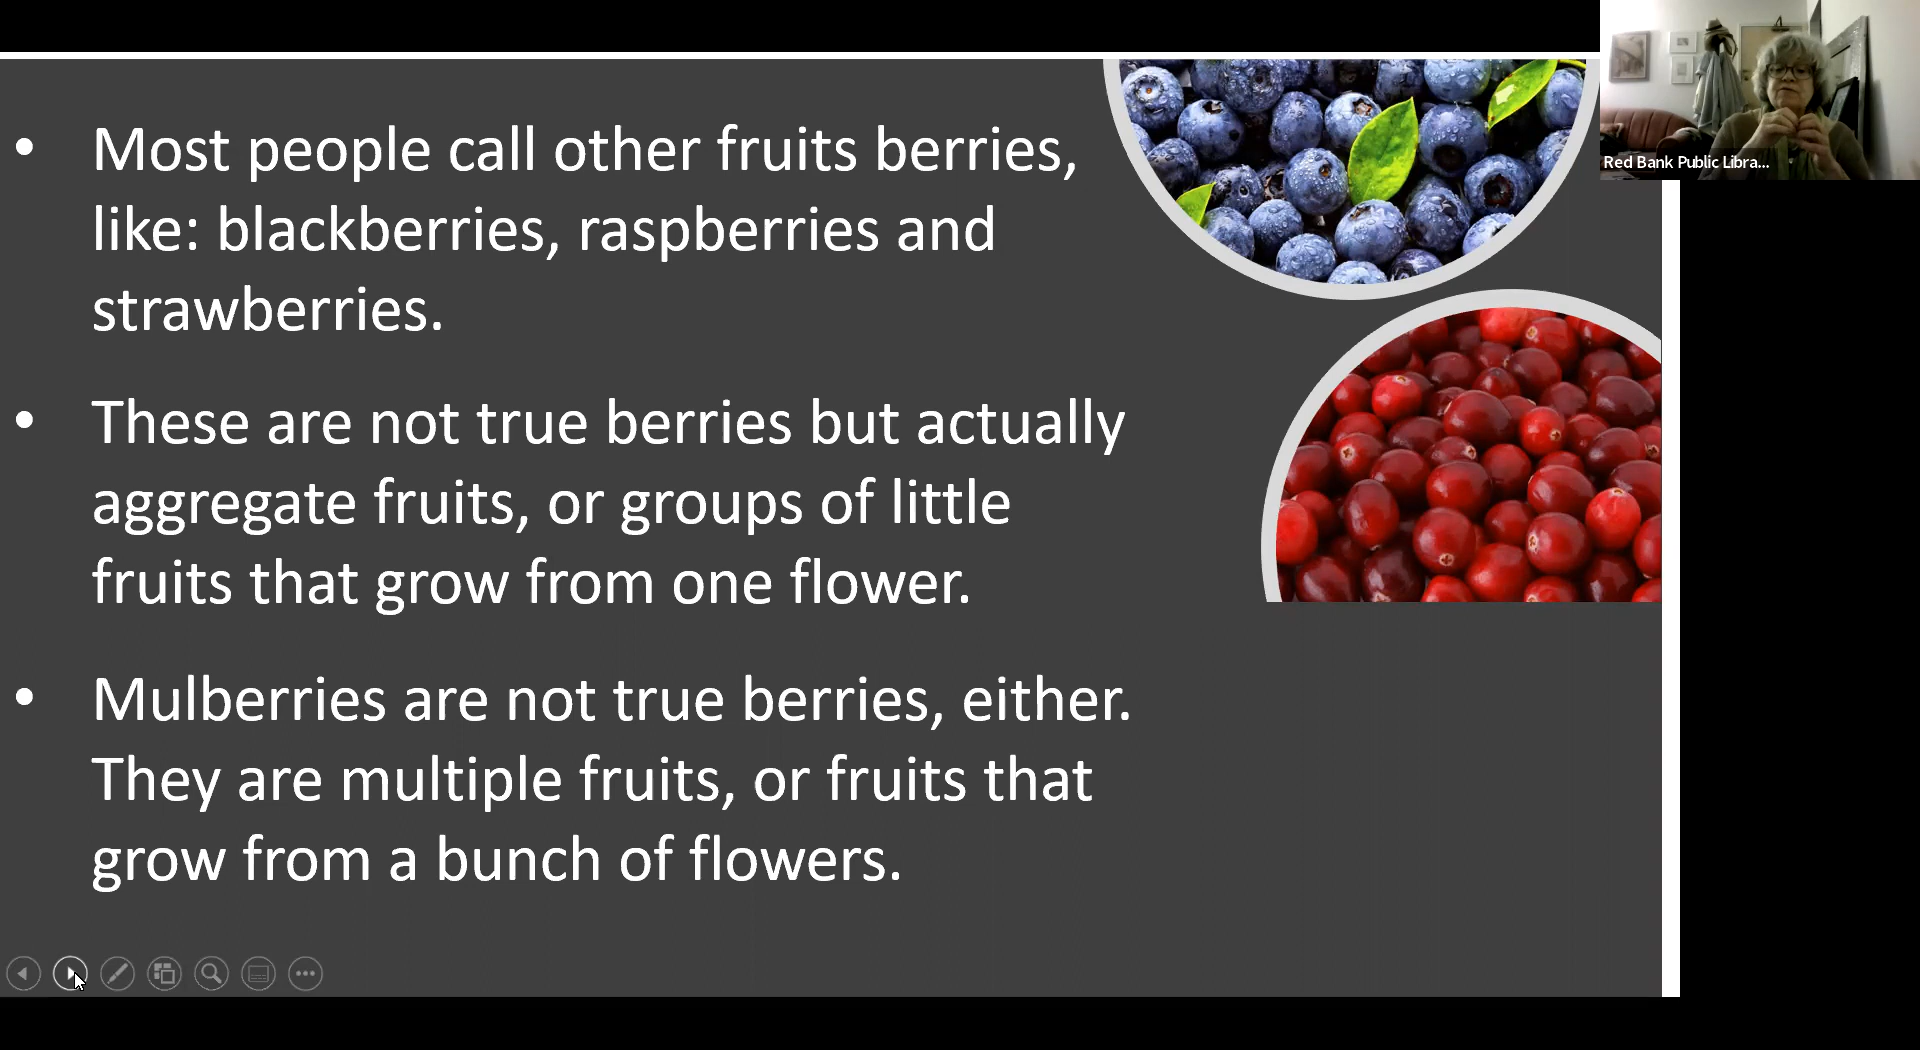 • Most people call other fruits berries,
like: blackberries, raspberries and
strawberries.
• These are not true berries but actually
aggregate fruits, or groups of little
fruits that grow from one flower.
• Mulberries are not true berries, either.
They are multiple fruits, or fruits that
grow from a bunch of flowers.
Red Bank Public Libra...